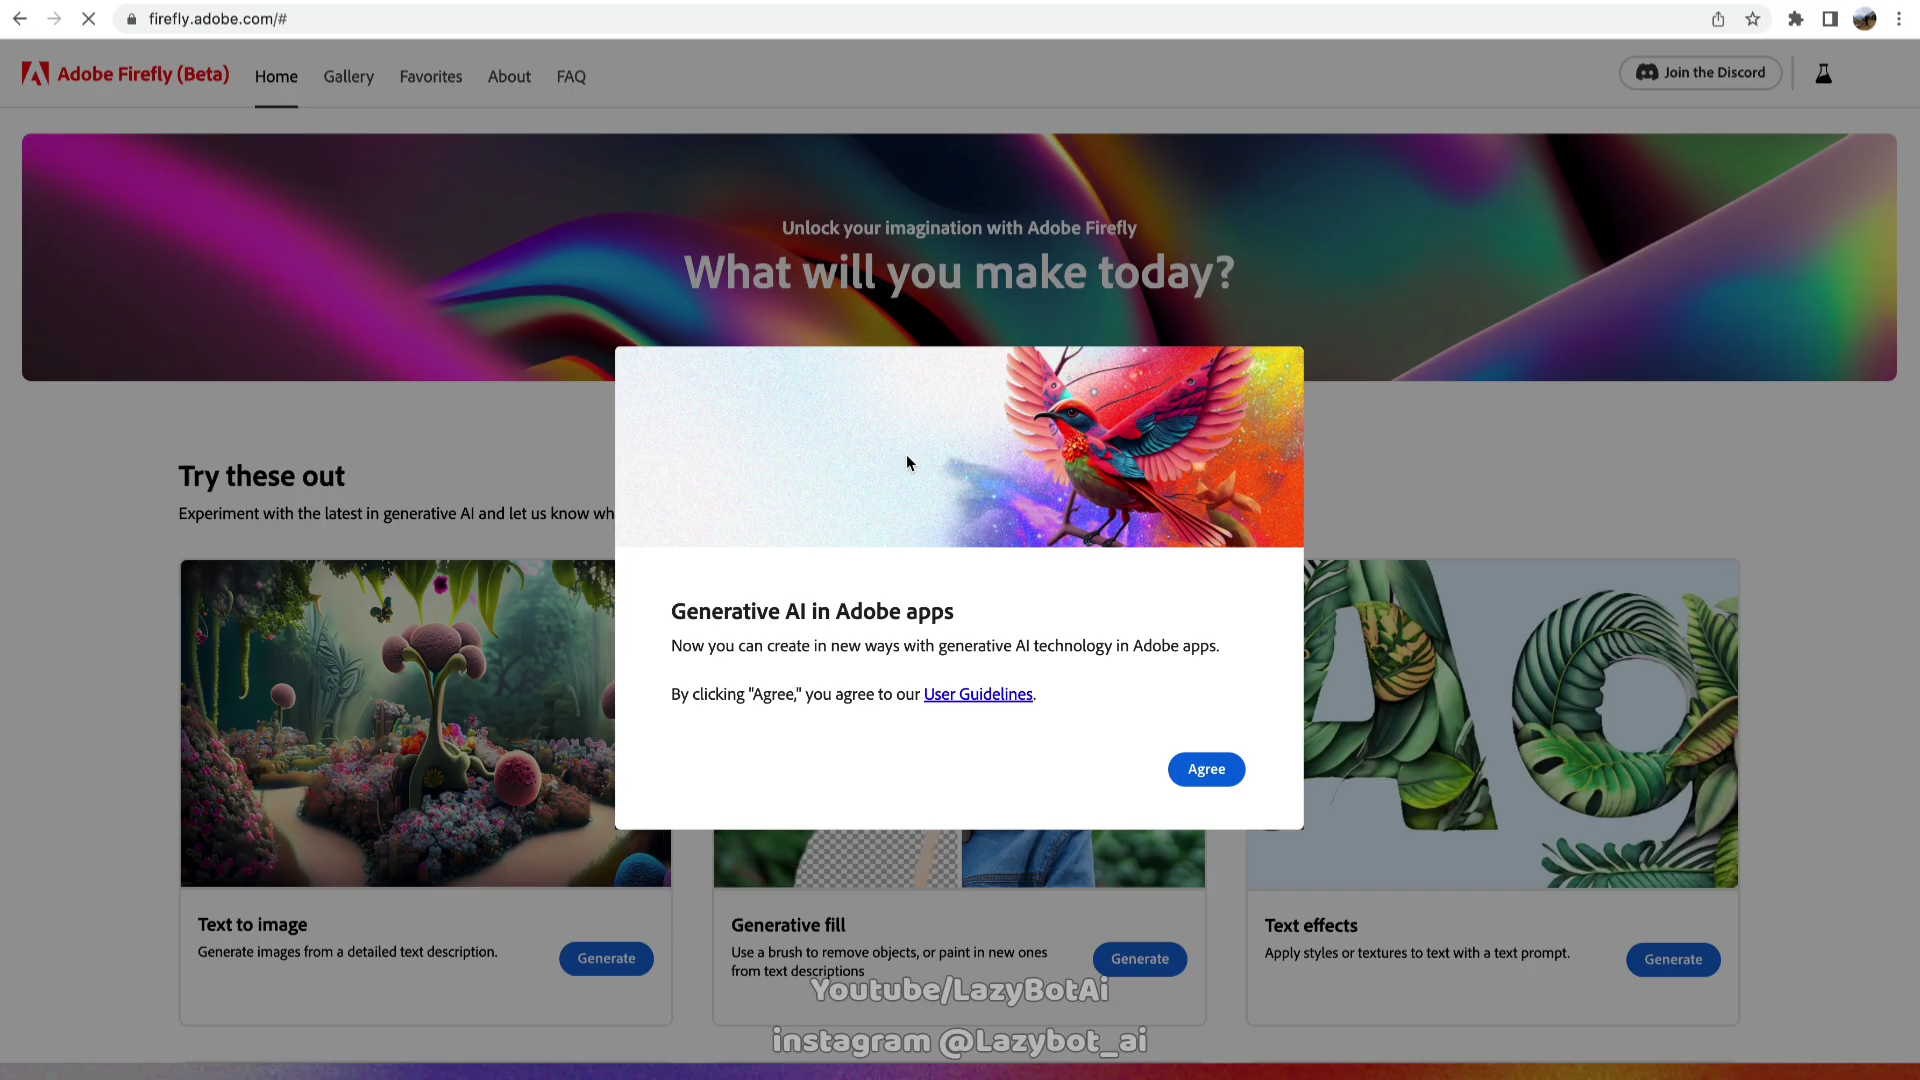 firefly.adobe.com/#
Adobe Firefly (Beta)
Home
Gallery
Favorites
About
FAQ
Join the Discord
Unlock your imagination with Adobe Firefly
What will you make today?
Try these out
Experiment with the latest in generative AI and let us know
Generative AI in Adobe apps
Now you can create in new ways with generative AI technology in Adobe apps.
By clicking "Agree," you agree to our User Guidelines.
Agree
Text to image
Generate images from a detailed text description.
Generate
Generative fill
Use a brush to remove objects, or paint in new ones
from text descriptions
Generate
Text effects
Apply styles or textures to text with a text prompt.
Generate
Youtube/LazyBotAi
instagram @Lazybot_ai